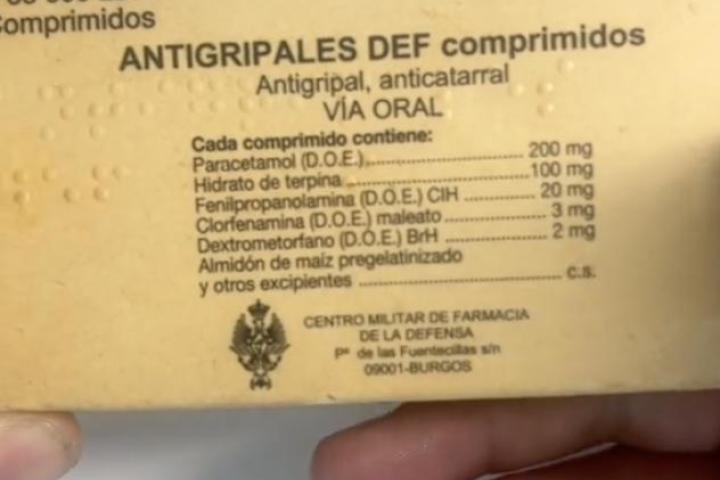 Comprimidos
ANTIGRIPALES DEF comprimidos
Antigripal, anticatarral
VÍA ORAL
Cada comprimido contiene:
Paracetamol (D.O.E.)........................................ 200 mg
Hidrato de terpina ........................................ 100 mg
Fenilpropanolamina (D.O.E.) ClH ................ 20 mg
Clorfenamina (D.O.E.) maleato ..................... 3 mg
Dextrometorfano (D.O.E.) BrH ..................... 2 mg
Almidón de maíz pregelatinizado
y otros excipientes ........................................ c.s.
CENTRO MILITAR DE FARMACIA
DE LA DEFENSA
Pº de las Fuentecillas s/n
09001-BURGOS